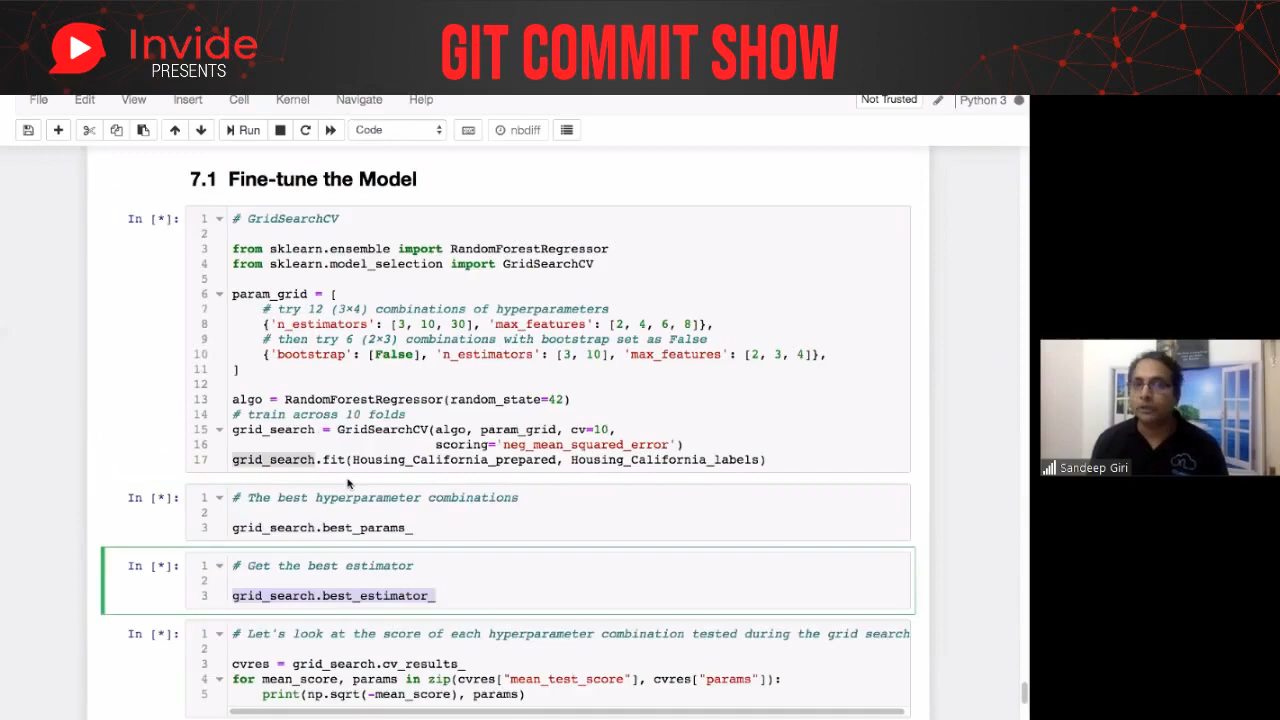 Invide
PRESENTS
GIT COMMIT SHOW
File Edit View Insert Cell Kernel Navigate Help
Not Trusted Python 3
Run Code nbdiff
7.1 Fine-tune the Model
In [*]:
1 # GridSearchCV
2
3 from sklearn.ensemble import RandomForestRegressor
4 from sklearn.model_selection import GridSearchCV
5
6 param_grid = [
7 # try 12 (3×4) combinations of hyperparameters
8 {'n_estimators': [3, 10, 30], 'max_features': [2, 4, 6, 8]},
9 # then try 6 (2×3) combinations with bootstrap set as False
10 {'bootstrap': [False], 'n_estimators': [3, 10], 'max_features': [2, 3, 4]},
11 ]
12
13 algo = RandomForestRegressor(random_state=42)
14 # train across 10 folds
15 grid_search = GridSearchCV(algo, param_grid, cv=10,
16 scoring='neg_mean_squared_error')
17 grid_search.fit(Housing_California_prepared, Housing_California_labels)
In [*]:
1 # The best hyperparameter combinations
2
3 grid_search.best_params_
In [*]:
1 # Get the best estimator
2
3 grid_search.best_estimator_
In [*]:
1 # Let's look at the score of each hyperparameter combination tested during the grid search
2
3 cvres = grid_search.cv_results_
4 for mean_score, params in zip(cvres["mean_test_score"], cvres["params"]):
5 print(np.sqrt(-mean_score), params)
Sandeep Giri